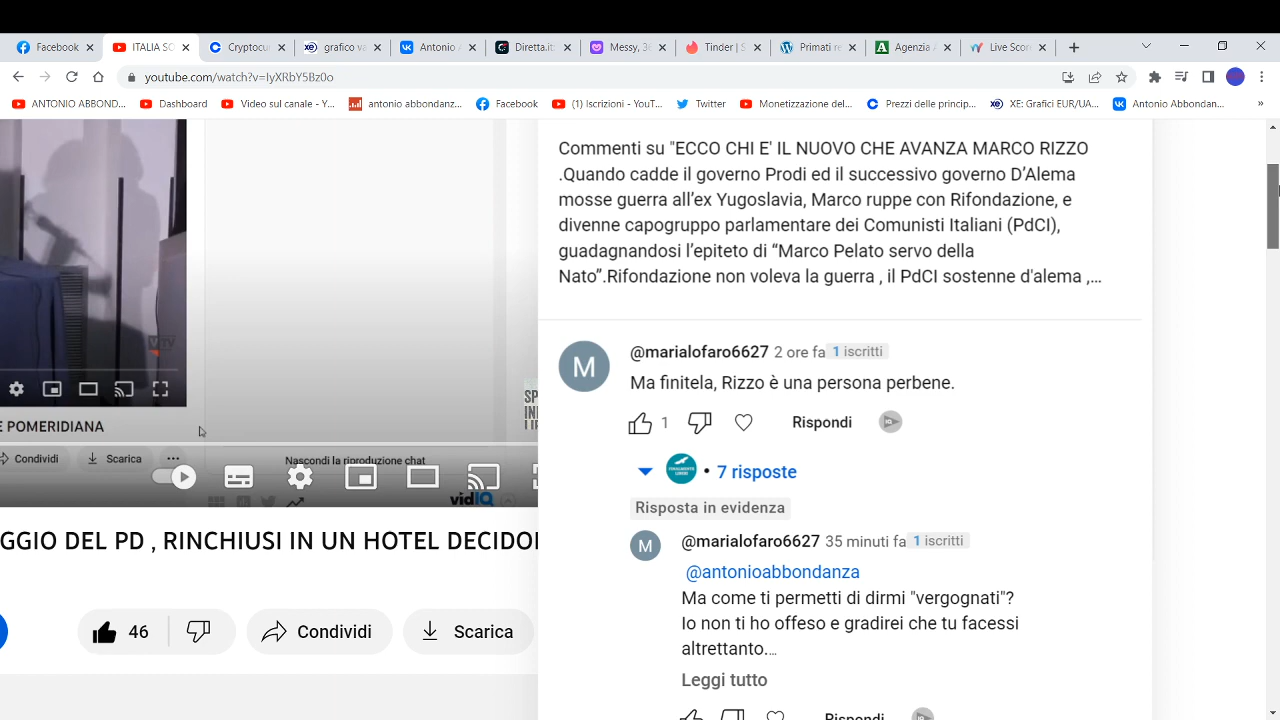 Facebook
ITALIA SO
Cryptocu
Grafico va
Antonio A
Diretta.
Messy, 3
Tinder | S
Primati re
Agenzia
Live Score
youtube.com/watch?v=IyXRbY5Bz0o
ANTONIO ABBOND...
Dashboard
Video sul canale - Y...
antonio abbondanz...
Facebook
(1) Iscrizioni - YouT...
Twitter
Monetizzazione del...
Prezzi delle princip...
XE: Grafici EUR/UA...
Antonio Abbondan...
Commenti su "ECCO CHI E' IL NUOVO CHE AVANZA MARCO RIZZO
.Quando cadde il governo Prodi ed il successivo governo D'Alema
mosse guerra all'ex Yugoslavia, Marco ruppe con Rifondazione, e
divenne capogruppo parlamentare dei Comunisti Italiani (PdCI),
guadagnandosi l'epiteto di "Marco Pelato servo della
Nato".Rifondazione non voleva la guerra , il PdCI sostenne d'alema ,...
M
@marialofaro6627 2 ore fa 1 iscritti
Ma finitela, Rizzo è una persona perbene.
1 Rispondi
• 7 risposte
Risposta in evidenza
M
@marialofaro6627 35 minuti fa 1 iscritti
@antonioabbondanza
Ma come ti permetti di dirmi "vergognati"?
Io non ti ho offeso e gradirei che tu facessi
altrettanto...
Leggi tutto
Rispondi
VTV
E POMERIDIANA
Condividi
Scarica
...
Nascondi la riproduzione chat
vidIQ
GGIO DEL PD , RINCHIUSI IN UN HOTEL DECIDO
46
Condividi
Scarica